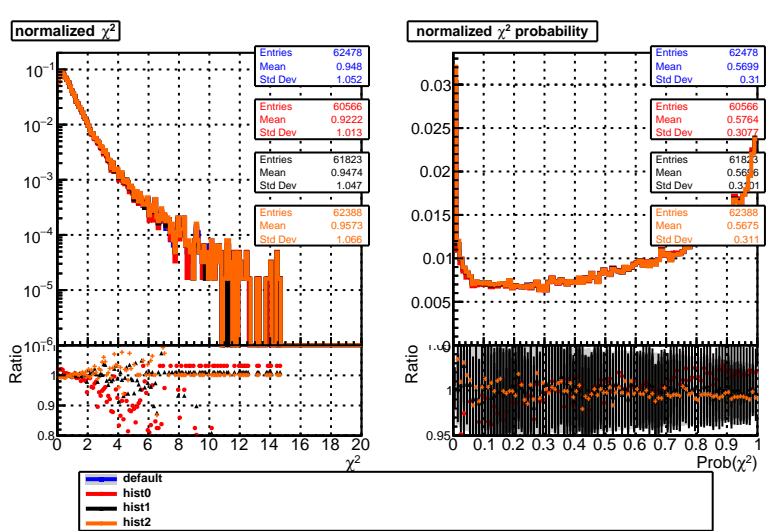 normalized χ²
Entries 62478
Mean 0.948
Std Dev 1.052
Entries 60566
Mean 0.9222
Std Dev 1.013
Entries 61823
Mean 0.9474
Std Dev 1.047
Entries 62388
Mean 0.9573
Std Dev 1.066
10⁻¹
10⁻²
10⁻³
10⁻⁴
10⁻⁵
Ratio
1
0.9
0.8
0 2 4 6 8 10 12 14 16 18 20
χ²
normalized χ² probability
Entries 62478
Mean 0.5699
Std Dev 0.31
Entries 60566
Mean 0.5764
Std Dev 0.3077
Entries 61823
Mean
Std Dev
Entries 62388
Mean 0.5675
Std Dev 0.311
0.03
0.025
0.02
0.015
0.01
0.005
Ratio
1
0.95
0 0.1 0.2 0.3 0.4 0.5 0.6 0.7 0.8 0.9 1
Prob(χ²)
default
hist0
hist1
hist2